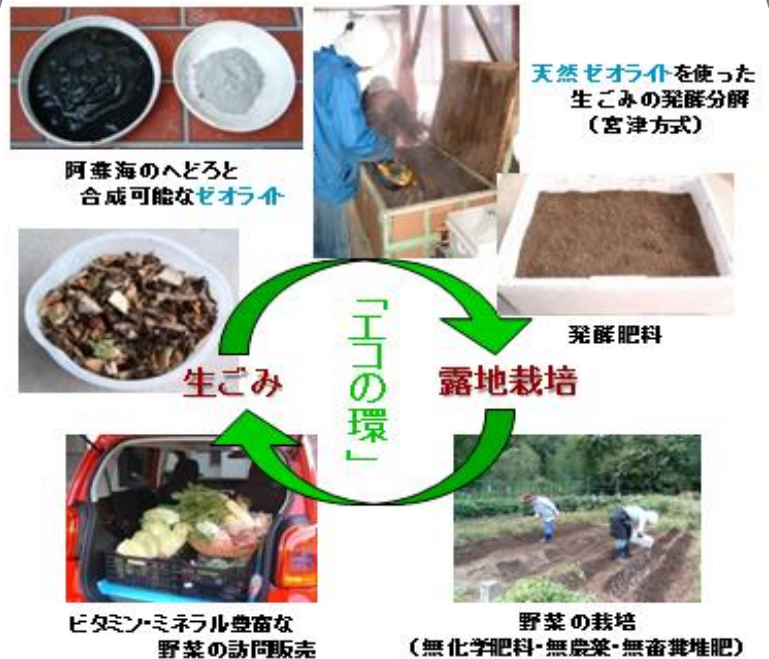 天然ゼオライトを使った
生ごみの発酵分解
(宮津方式)
阿蘇海のへどろと
合成可能なゼオライト
発酵肥料
「エコの環」
生ごみ
露地栽培
ビタミン・ミネラル豊富な
野菜の訪問販売
野菜の栽培
(無化学肥料・無農薬・無畜糞堆肥)